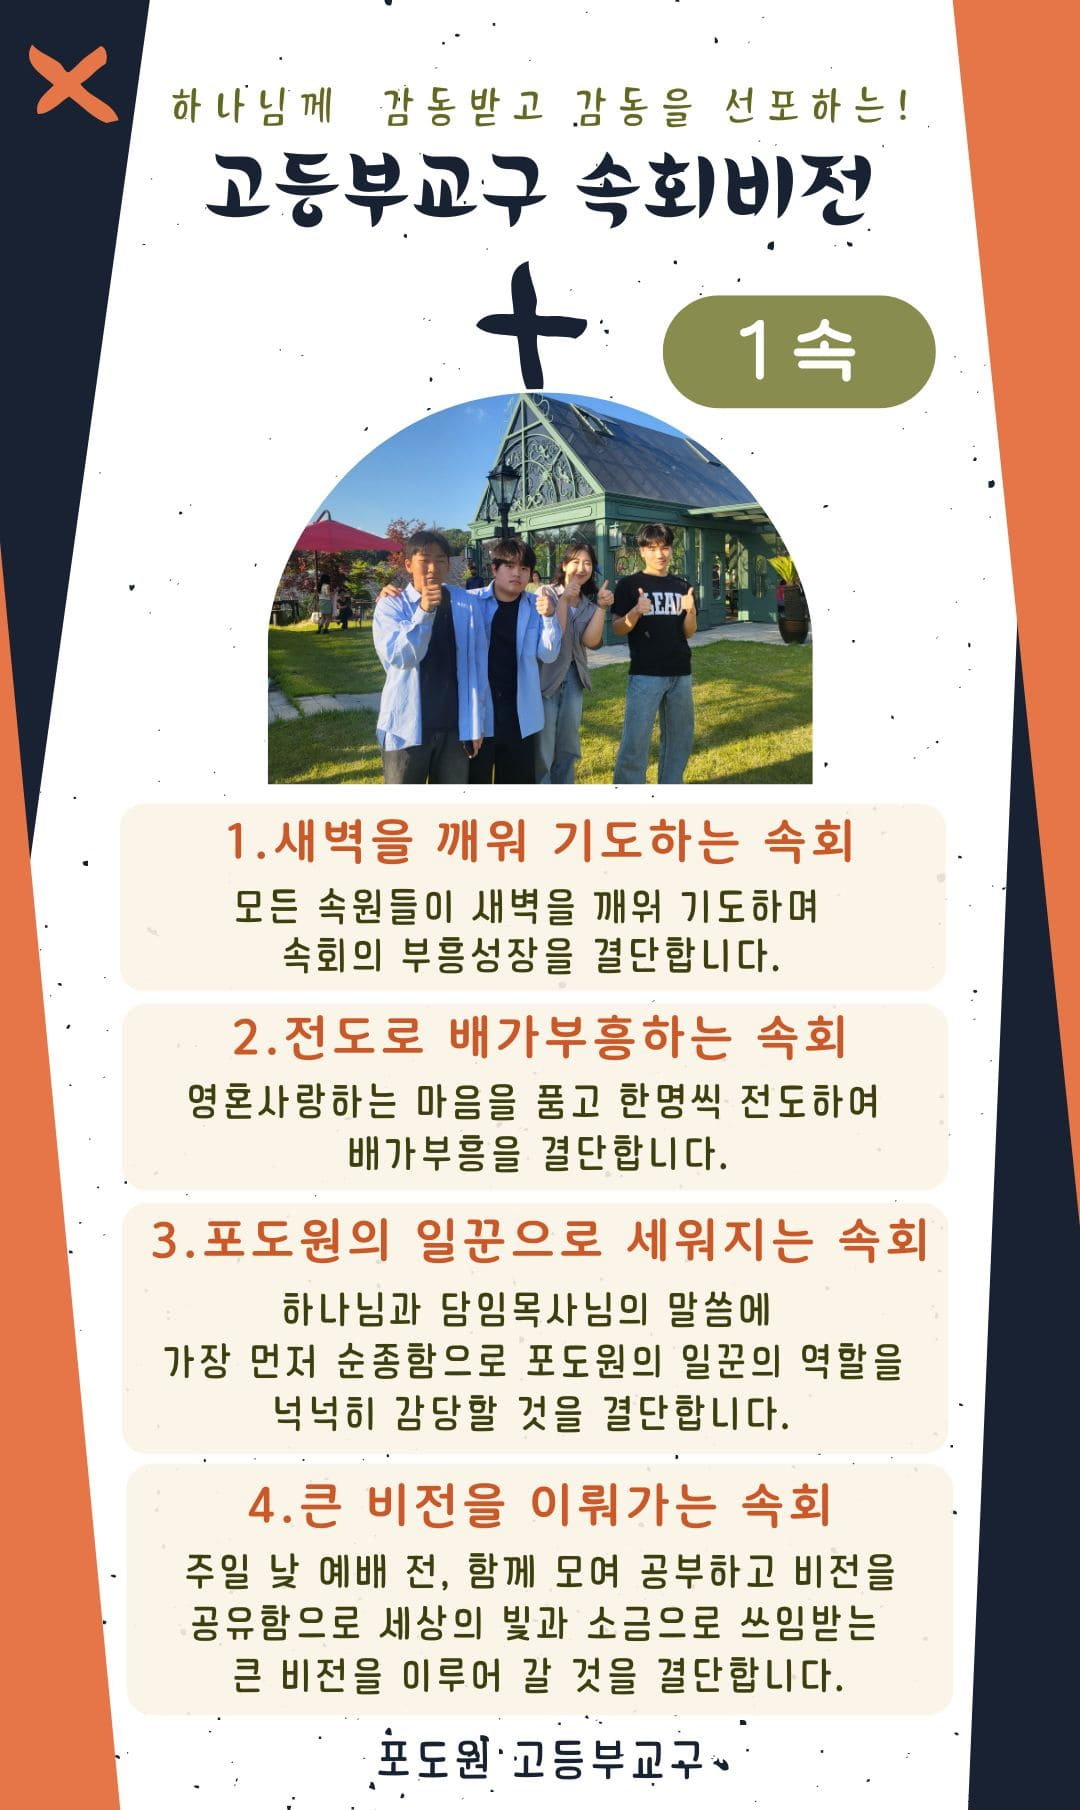 하나님께 감동받고 감동을 선포하는!
고등부교구 속회비전
1속
LEAD
1.새벽을 깨워 기도하는 속회
모든 속원들이 새벽을 깨워 기도하며
속회의 부흥성장을 결단합니다.
2.전도로 배가부흥하는 속회
영혼사랑하는 마음을 품고 한명씩 전도하여
배가부흥을 결단합니다.
3.포도원의 일꾼으로 세워지는 속회
하나님과 담임목사님의 말씀에
가장 먼저 순종함으로 포도원의 일꾼의 역할을
넉넉히 감당할 것을 결단합니다.
4.큰 비전을 이뤄가는 속회
주일 낮 예배 전, 함께 모여 공부하고 비전을
공유함으로 세상의 빛과 소금으로 쓰임받는
큰 비전을 이루어 갈 것을 결단합니다.
포도원 고등부교구